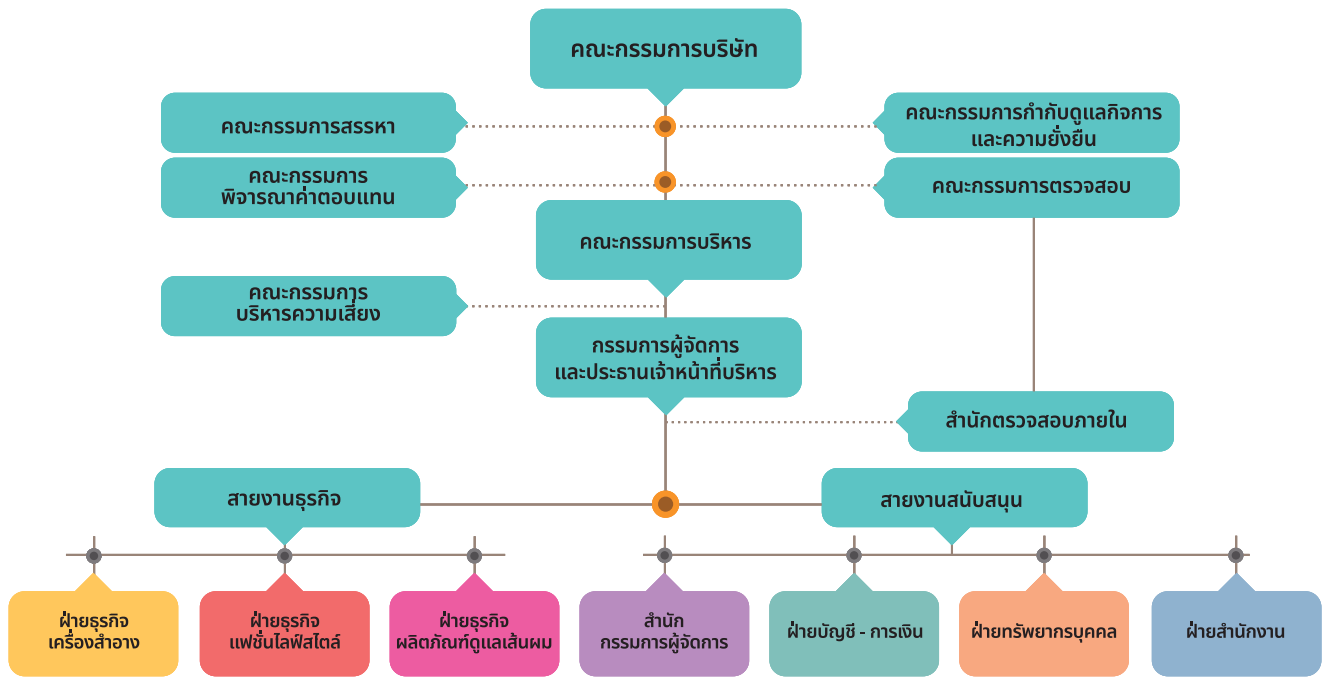 คณะกรรมการบริษัท
คณะกรรมการสรรหา
คณะกรรมการกำกับดูแลกิจการ
และความยั่งยืน
คณะกรรมการ
พิจารณาค่าตอบแทน
คณะกรรมการตรวจสอบ
คณะกรรมการบริหาร
คณะกรรมการ
บริหารความเสี่ยง
กรรมการผู้จัดการ
และประธานเจ้าหน้าที่บริหาร
สำนักตรวจสอบภายใน
สายงานธุรกิจ
สายงานสนับสนุน
ฝ่ายธุรกิจ
เครื่องสำอาง
ฝ่ายธุรกิจ
แฟชั่นไลฟ์สไตล์
ฝ่ายธุรกิจ
ผลิตภัณฑ์ดูแลเส้นผม
สำนัก
กรรมการผู้จัดการ
ฝ่ายบัญชี - การเงิน
ฝ่ายทรัพยากรบุคคล
ฝ่ายสำนักงาน